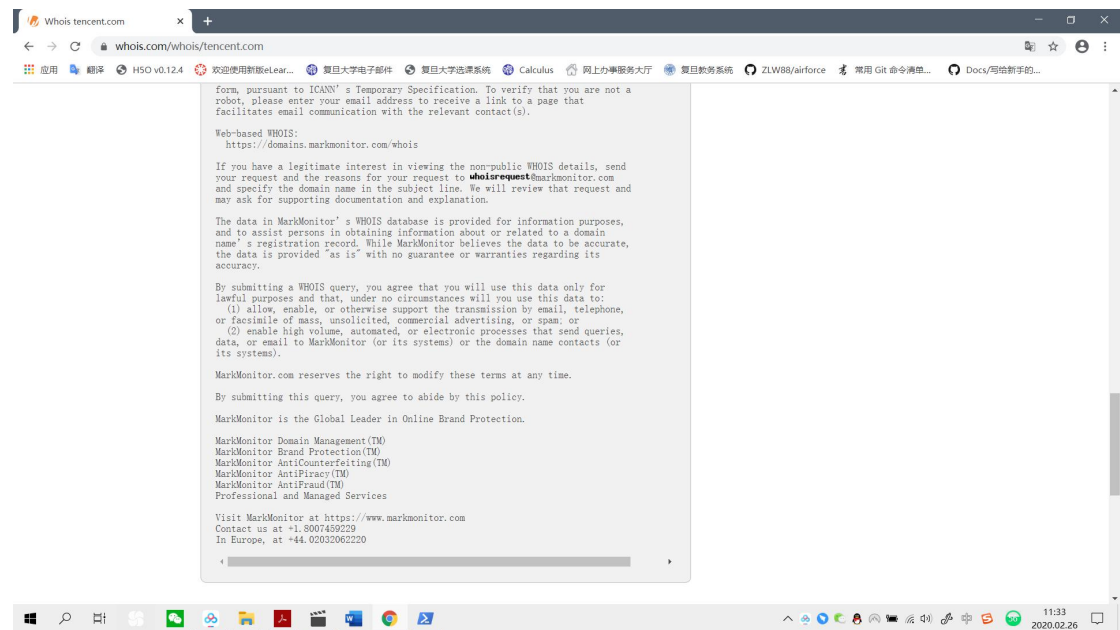 Whois tencent.com
whois.com/whois/tencent.com
应用 翻译 H5O v0.12.4 欢迎使用新版eLear... 复旦大学电子邮件 复旦大学选课系统 Calculus 网上办事服务大厅 复旦教务系统 ZLW88/airforce 常用 Git 命令清单... Docs/写给新手的...
form, pursuant to ICANN's Temporary Specification. To verify that you are not a
robot, please enter your email address to receive a link to a page that
facilitates email communication with the relevant contact(s).
Web-based WHOIS:
https://domains.markmonitor.com/whois
If you have a legitimate interest in viewing the non-public WHOIS details, send
your request and the reasons for your request to whoisrequest@markmonitor.com
and specify the domain name in the subject line. We will review that request and
may ask for supporting documentation and explanation.
The data in MarkMonitor's WHOIS database is provided for information purposes,
and to assist persons in obtaining information about or related to a domain
name's registration record. While MarkMonitor believes the data to be accurate,
the data is provided "as is" with no guarantee or warranties regarding its
accuracy.
By submitting a WHOIS query, you agree that you will use this data only for
lawful purposes and that, under no circumstances will you use this data to:
(1) allow, enable, or otherwise support the transmission by email, telephone,
or facsimile of mass, unsolicited, commercial advertising, or spam; or
(2) enable high volume, automated, or electronic processes that send queries,
data, or email to MarkMonitor (or its systems) or the domain name contacts (or
its systems).
MarkMonitor.com reserves the right to modify these terms at any time.
By submitting this query, you agree to abide by this policy.
MarkMonitor is the Global Leader in Online Brand Protection.
MarkMonitor Domain Management(TM)
MarkMonitor Brand Protection(TM)
MarkMonitor AntiCounterfeiting(TM)
MarkMonitor AntiPiracy(TM)
MarkMonitor AntiFraud(TM)
Professional and Managed Services
Visit MarkMonitor at https://www.markmonitor.com
Contact us at +1.8007459229
In Europe, at +44.02032062220
中
11:33
2020.02.26